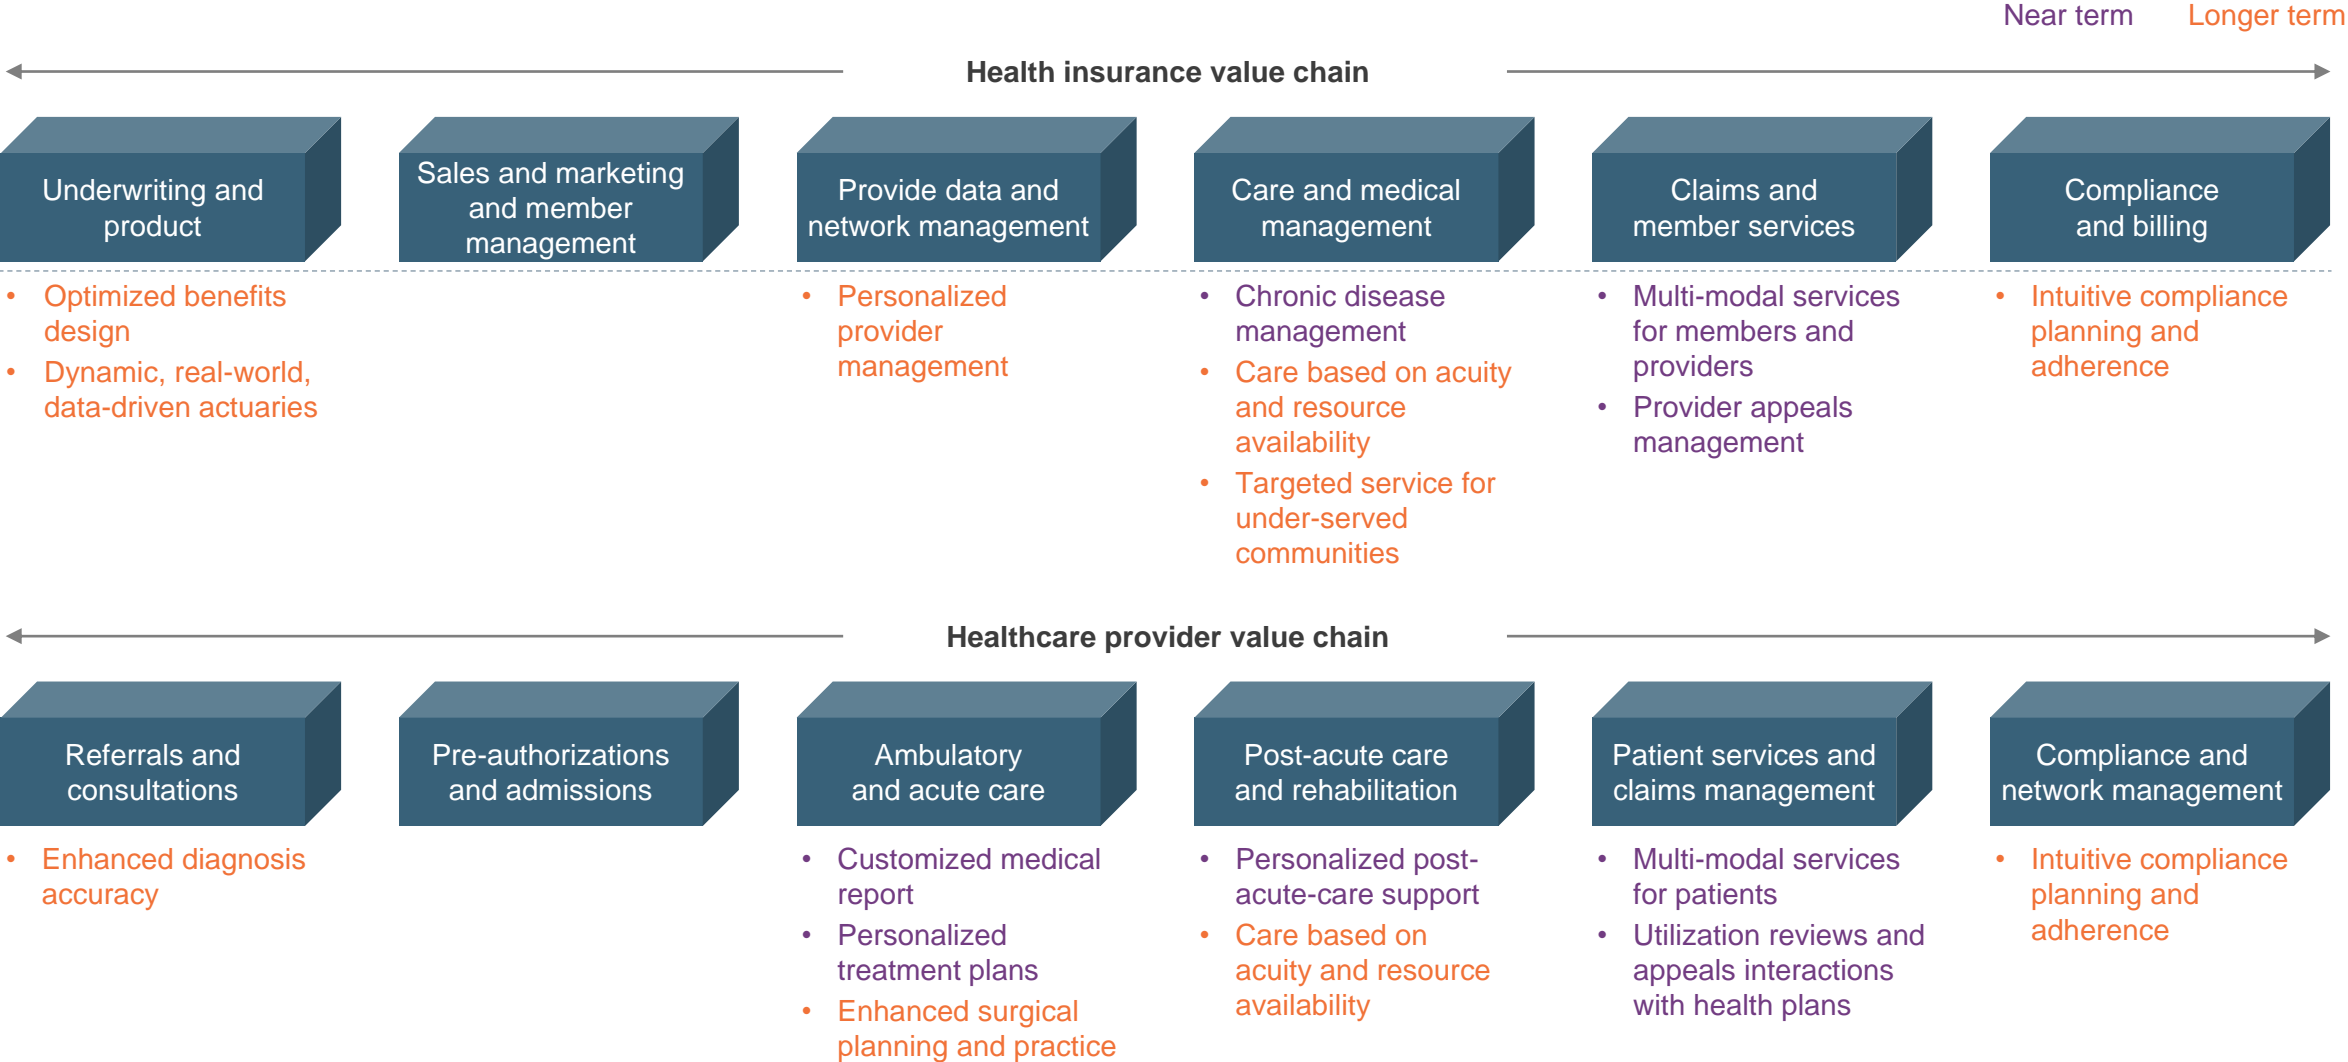 Near term Longer term
Health insurance value chain
Underwriting and
product
Sales and marketing
and member
management
Provide data and
network management
Care and medical
management
Claims and
member services
Compliance
and billing
• Optimized benefits
design
• Dynamic, real-world,
data-driven actuaries
• Personalized
provider
management
• Chronic disease
management
• Care based on acuity
and resource
availability
• Targeted service for
under-served
communities
• Multi-modal services
for members and
providers
• Provider appeals
management
• Intuitive compliance
planning and
adherence
Healthcare provider value chain
Referrals and
consultations
Pre-authorizations
and admissions
Ambulatory
and acute care
Post-acute care
and rehabilitation
Patient services and
claims management
Compliance and
network management
• Enhanced diagnosis
accuracy
• Customized medical
report
• Personalized
treatment plans
• Enhanced surgical
planning and practice
• Personalized post-
acute-care support
• Care based on
acuity and resource
availability
• Multi-modal services
for patients
• Utilization reviews and
appeals interactions
with health plans
• Intuitive compliance
planning and
adherence